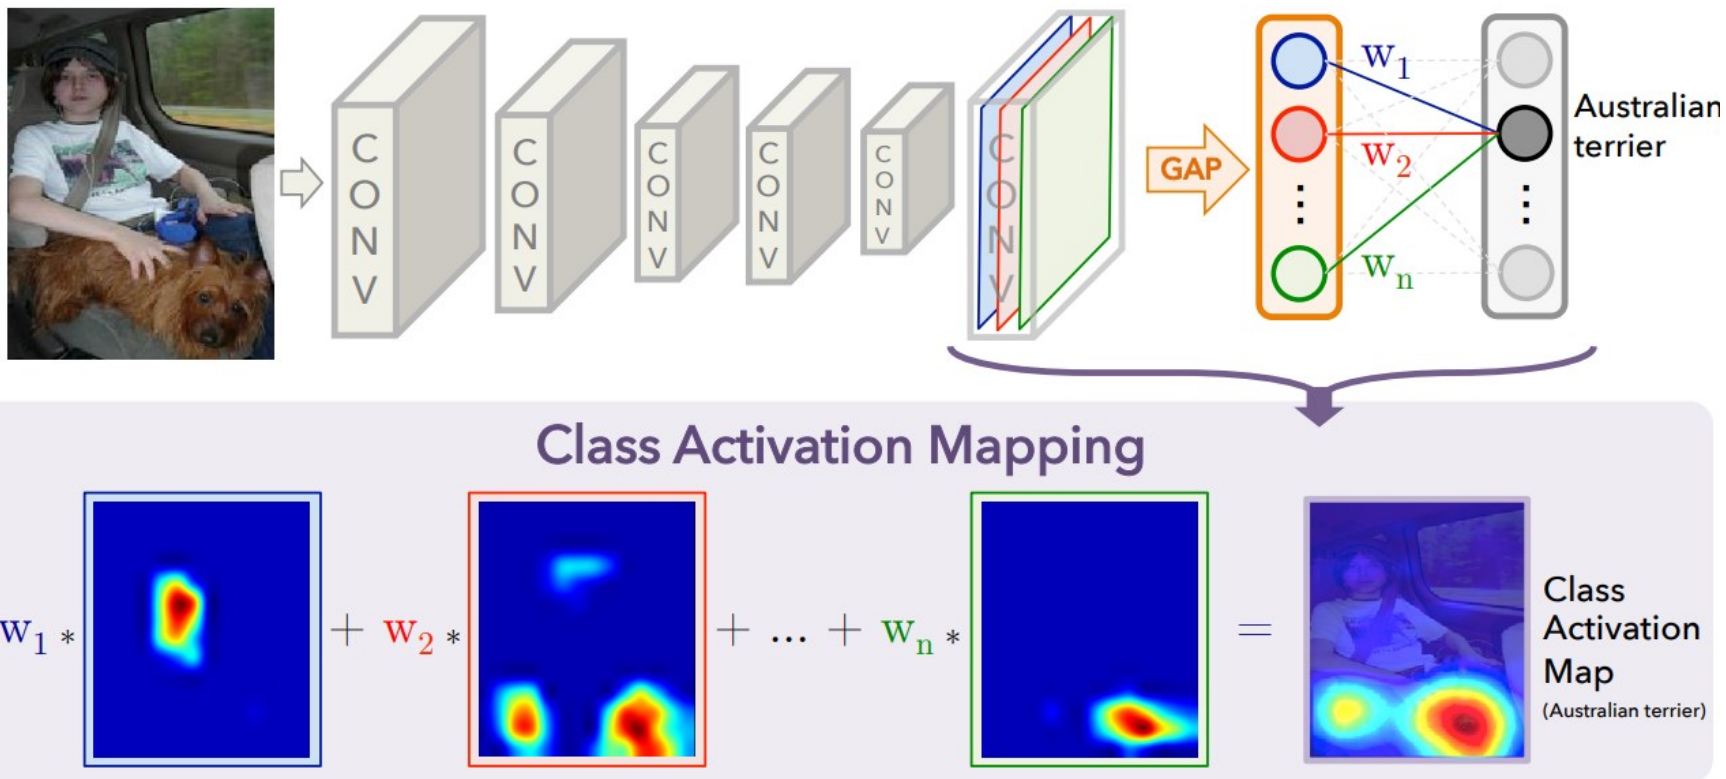 CONV
CONV
CONV
CONV
CONV
CONV
GAP
w1
w2
⋮
wn
⋮
Australian
terrier
Class Activation Mapping
w1 * + w2 * + ... + wn * =
Class
Activation
Map
(Australian terrier)